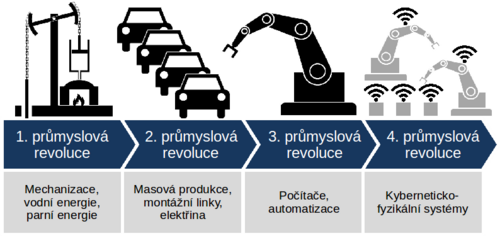 1. průmyslová
revoluce
2. průmyslová
revoluce
3. průmyslová
revoluce
4. průmyslová
revoluce
Mechanizace,
vodní energie,
parní energie
Masová produkce,
montážní linky,
elektřina
Počítače,
automatizace
Kyberneticko-
fyzikální systémy